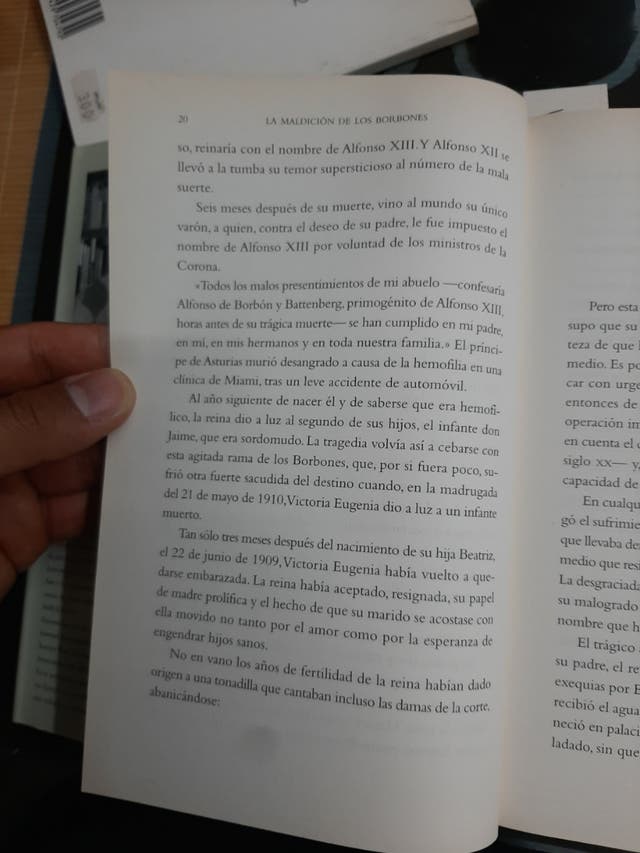 20
LA MALDICIÓN DE LOS BORBONES
so, reinaría con el nombre de Alfonso XIII. Y Alfonso XII se
llevó a la tumba su temor supersticioso al número de la mala
suerte.
Seis meses después de su muerte, vino al mundo su único
varón, a quien, contra el deseo de su padre, le fue impuesto el
nombre de Alfonso XIII por voluntad de los ministros de la
Corona.
«Todos los malos presentimientos de mi abuelo —confesaría
Alfonso de Borbón y Battenberg, primogénito de Alfonso XIII,
horas antes de su trágica muerte— se han cumplido en mi padre,
en mí, en mis hermanos y en toda nuestra familia.» El prínci-
pe de Asturias murió desangrado a causa de la hemofilia en una
clínica de Miami, tras un leve accidente de automóvil.
Al año siguiente de nacer él y de saberse que era hemofí-
lico, la reina dio a luz al segundo de sus hijos, el infante don
Jaime, que era sordomudo. La tragedia volvía así a cebarse con
esta agitada rama de los Borbones, que, por si fuera poco, su-
frió otra fuerte sacudida del destino cuando, en la madrugada
del 21 de mayo de 1910, Victoria Eugenia dio a luz a un infante
muerto.
Tan sólo tres meses después del nacimiento de su hija Beatriz,
el 22 de junio de 1909, Victoria Eugenia había vuelto a que-
darse embarazada. La reina había aceptado, resignada, su papel
de madre prolífica y el hecho de que su marido se acostase con
ella movido no tanto por el amor como por la esperanza de
engendrar hijos sanos.
No en vano los años de fertilidad de la reina habían dado
origen a una tonadilla que cantaban incluso las damas de la corte,
abanicándose:
Pero esta
supo que su
teza de que
medio. Es po
car con urge
entonces de
operación im
en cuenta el
siglo XX— y,
capacidad de
En cualqu
gó el sufrimie
que llevaba de
medio que res
La desgraciada
su malogrado
nombre que h
El trágico
su padre, el re
exequias por E
recibió el agua
neció en palaci
ladado, sin que